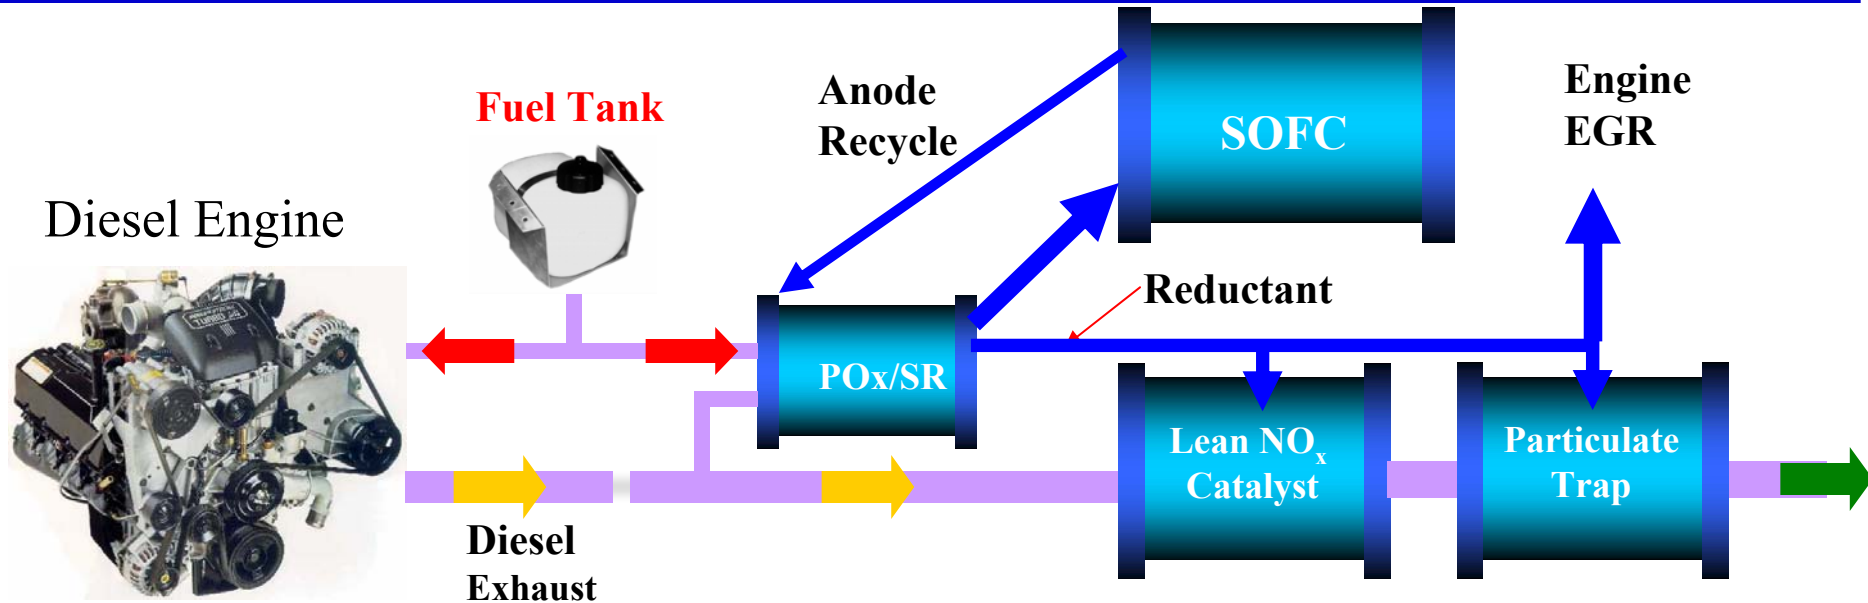 Anode
Recycle
Fuel Tank
SOFC
Engine
EGR
Diesel Engine
Reductant
POx/SR
Lean NOx
Catalyst
Particulate
Trap
Diesel
Exhaust